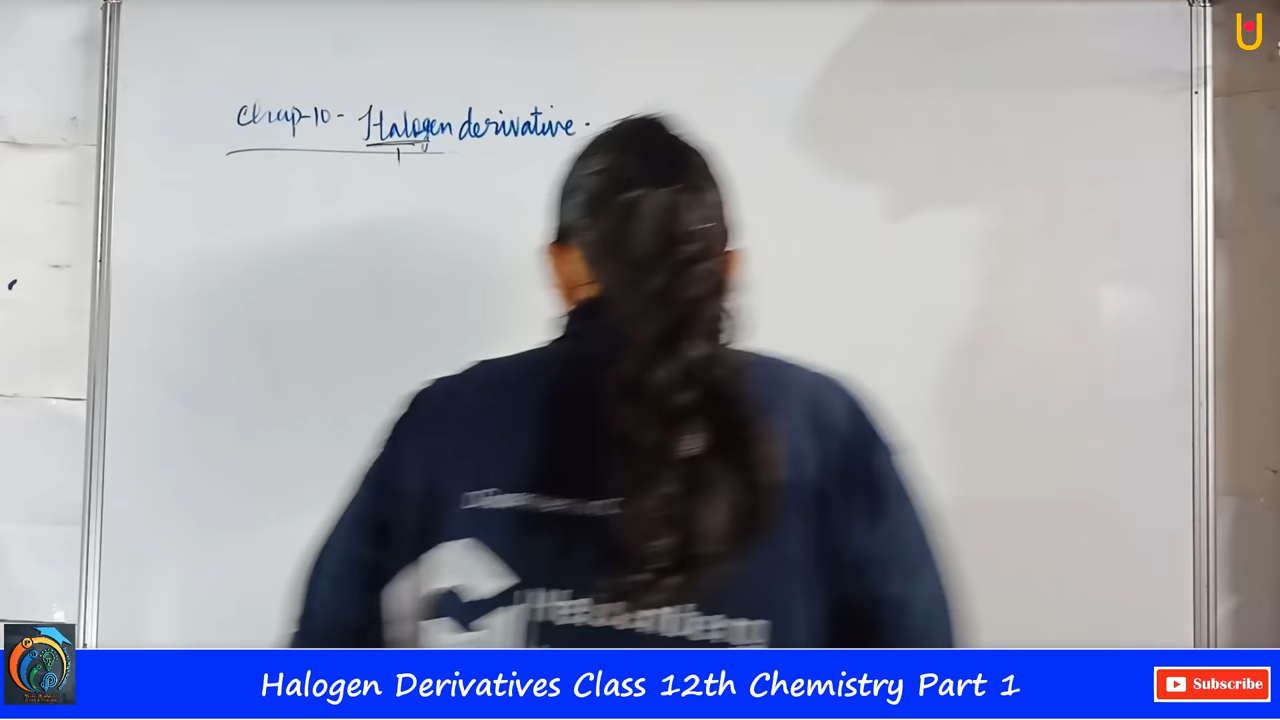 Chap-10- Halogen derivative.
Halogen Derivatives Class 12th Chemistry Part 1
Subscribe